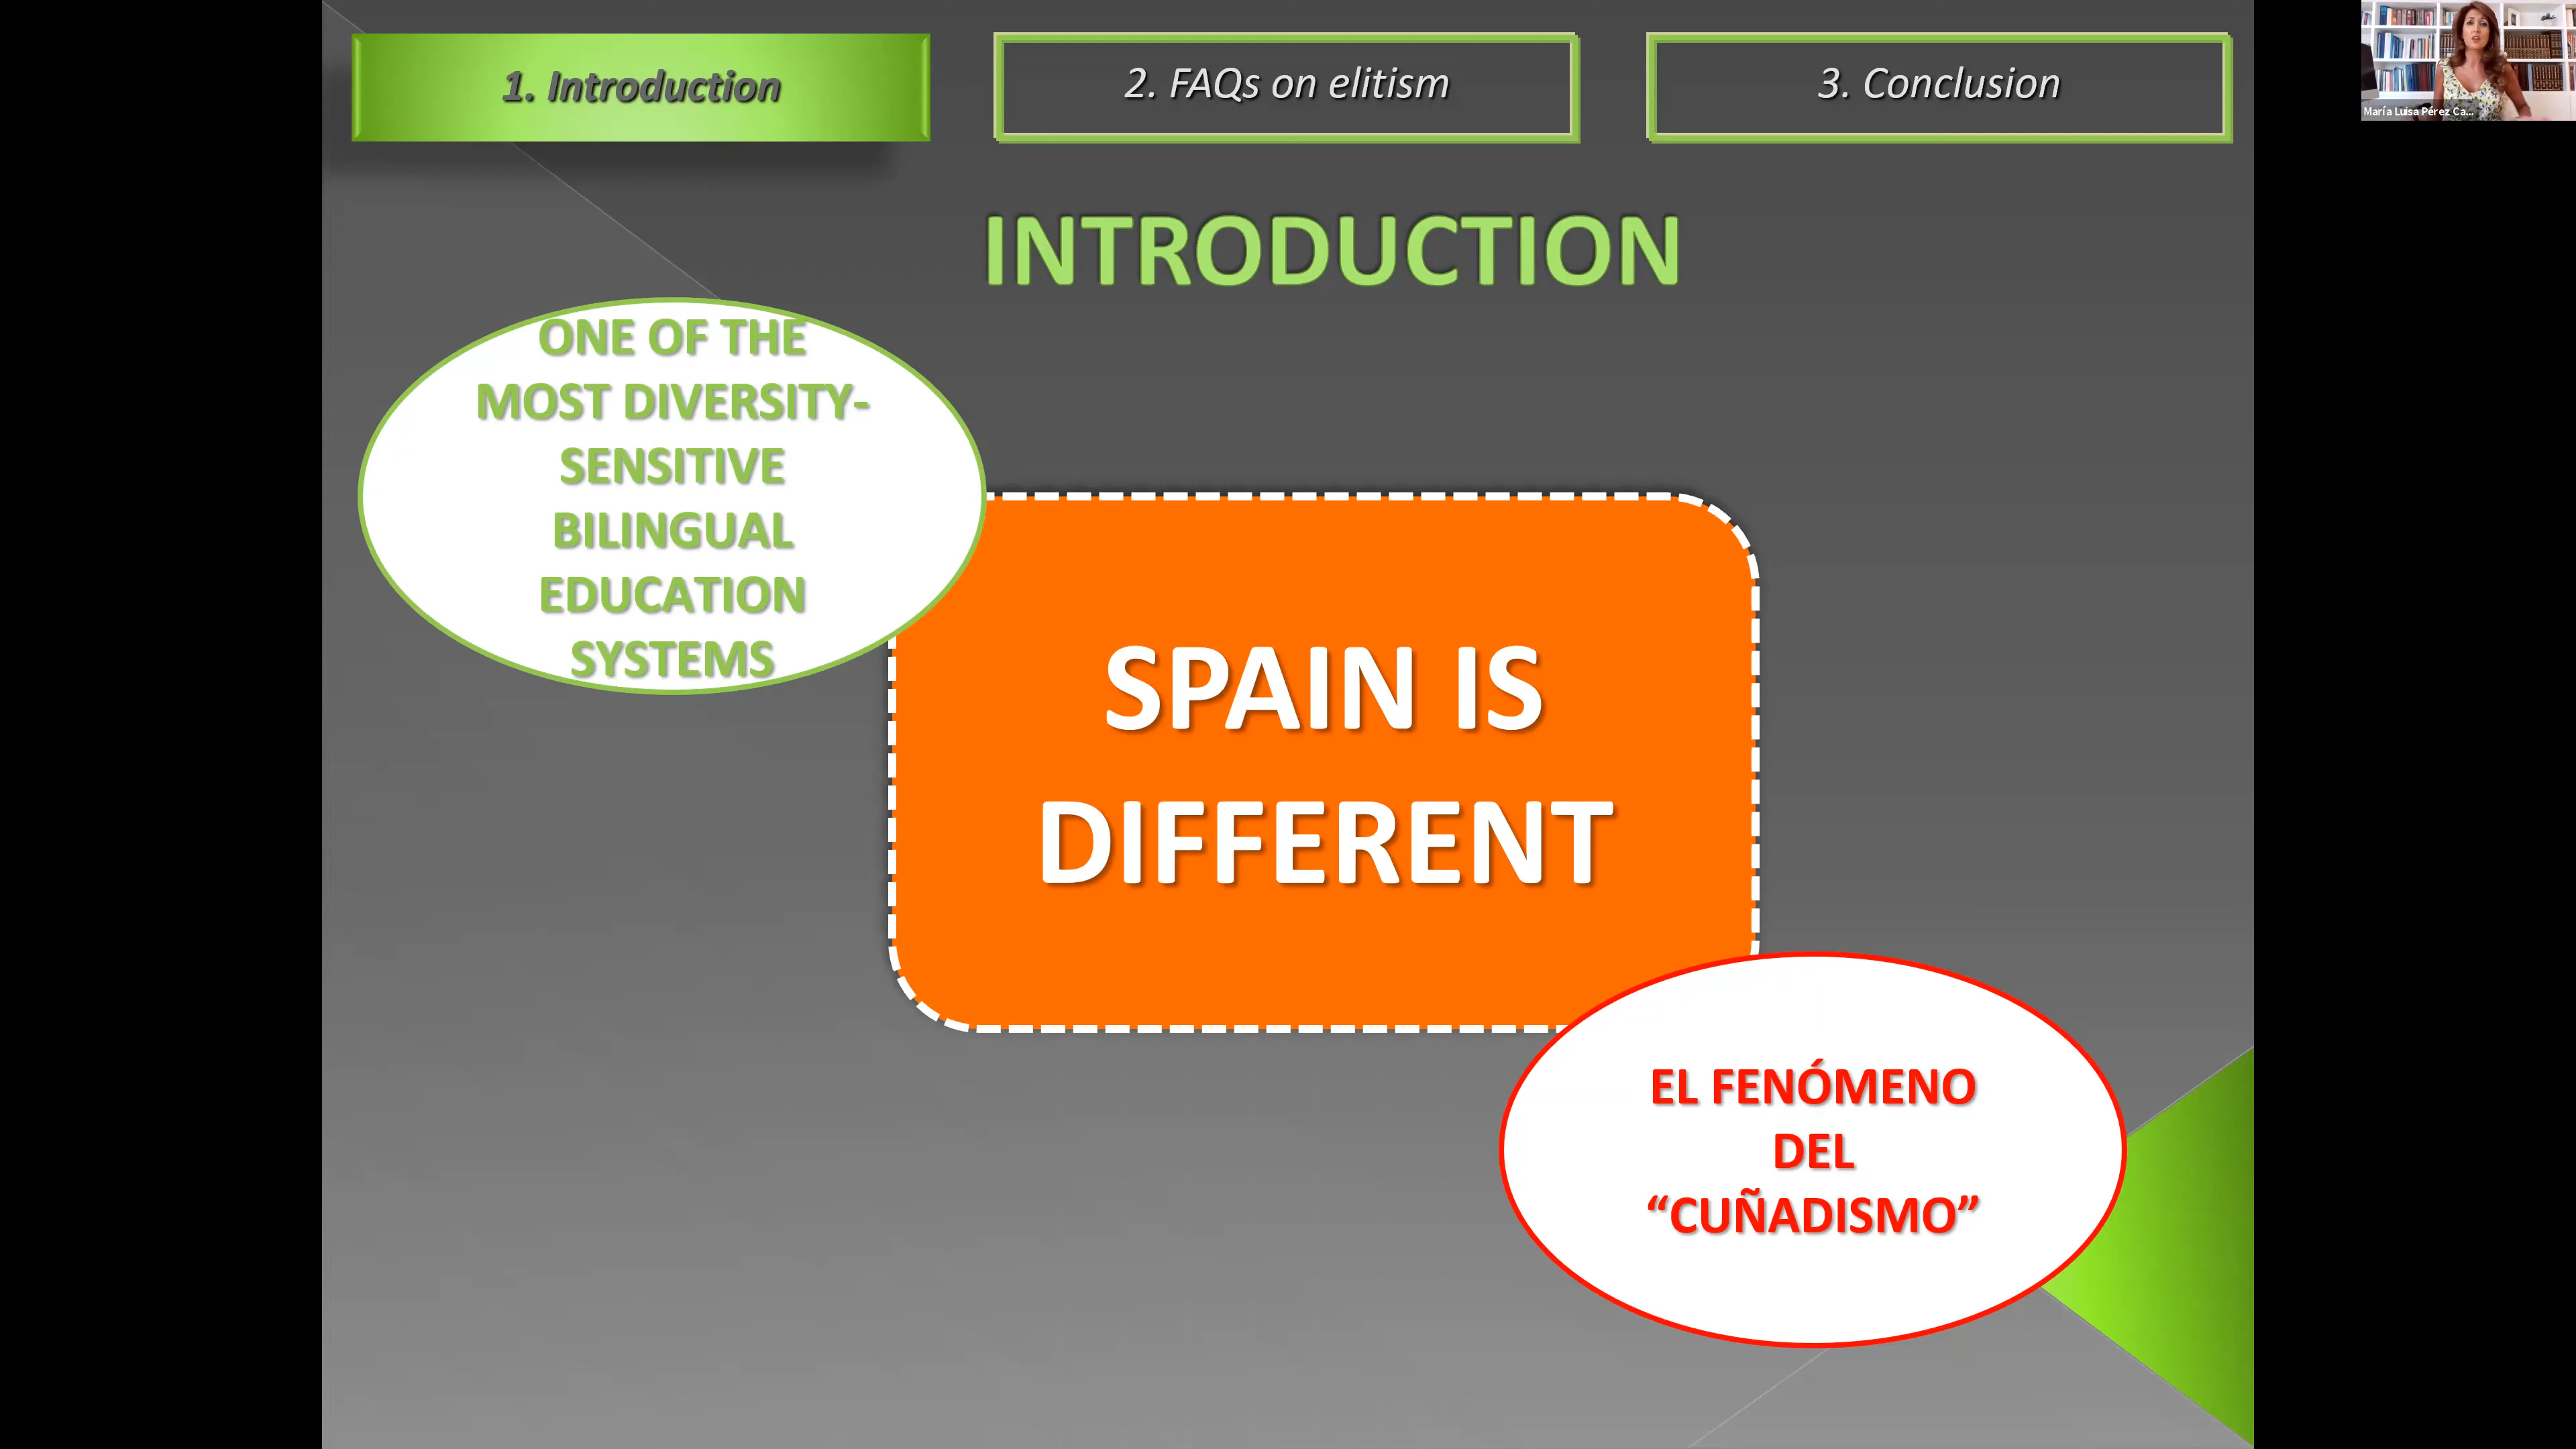 1. Introduction
2. FAQs on elitism
3. Conclusion
María Luisa Pérez Ca...
INTRODUCTION
ONE OF THE
MOST DIVERSITY-
SENSITIVE
BILINGUAL
EDUCATION
SYSTEMS
SPAIN IS
DIFFERENT
EL FENÓMENO
DEL
“CUÑADISMO”